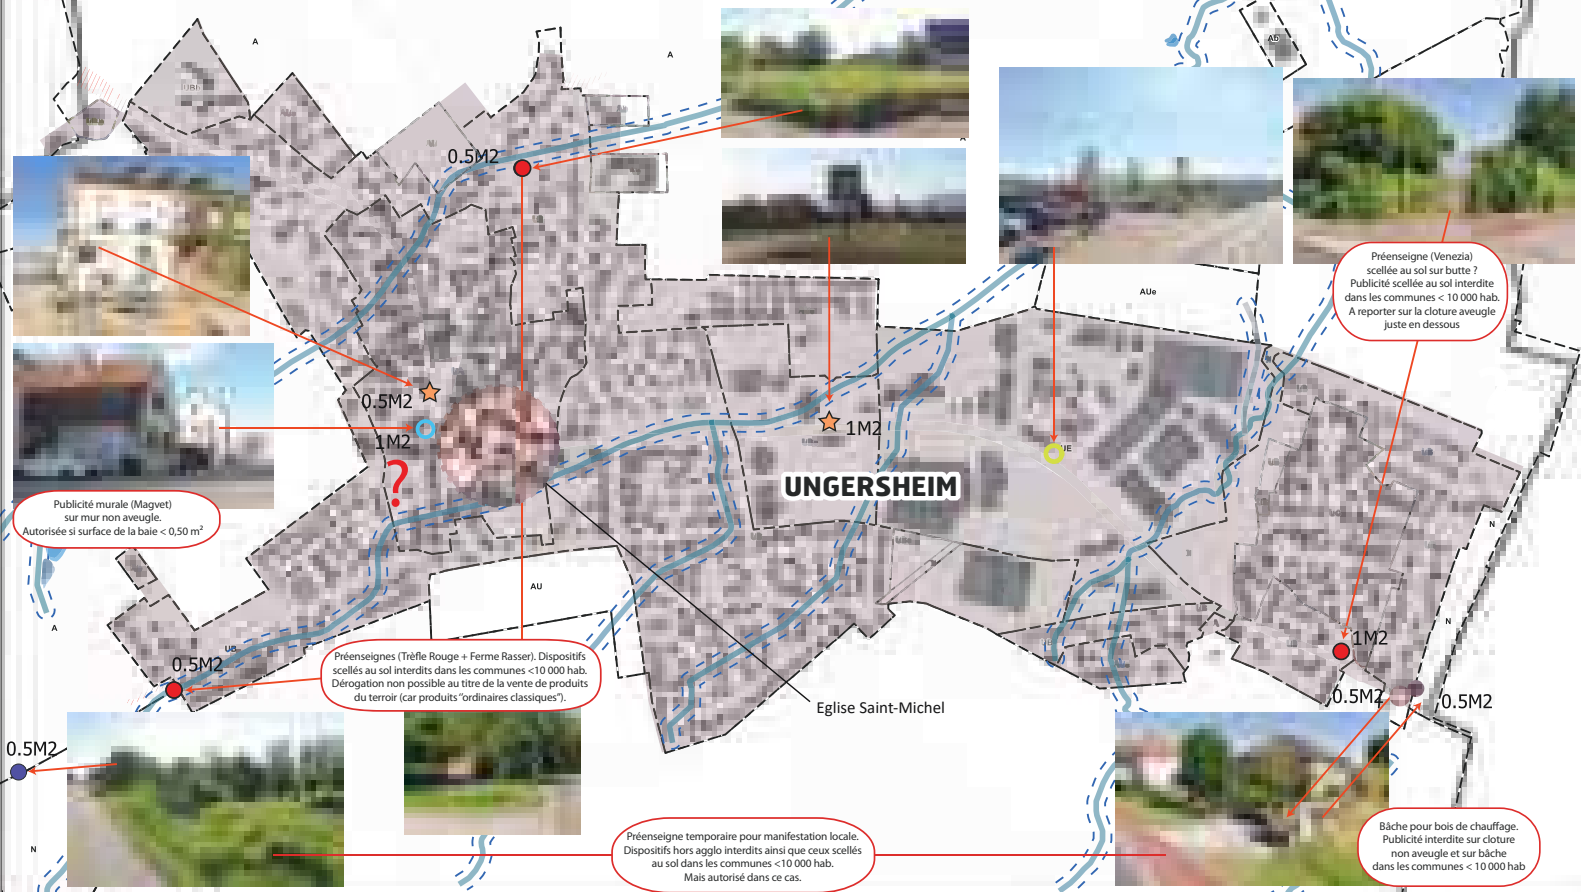 A
A
Ab
0.5M2
Préenseigne (Venezia)
scellée au sol sur butte ?
Publicité scellée au sol interdite
dans les communes < 10 000 hab.
A reporter sur la cloture aveugle
juste en dessous
AUe
0.5M2
1M2
?
1M2
UE
UNGERSHEIM
Publicité murale (Magvet)
sur mur non aveugle.
Autorisée si surface de la baie < 0,50 m²
N
AU
A
N
UB
0.5M2
1M2
Préenseignes (Trèfle Rouge + Ferme Rasser). Dispositifs
scellés au sol interdits dans les communes <10 000 hab.
Dérogation non possible au titre de la vente de produits
du terroir (car produits "ordinaires classiques").
Eglise Saint-Michel
0.5M2
0.5M2
0.5M2
N
Préenseigne temporaire pour manifestation locale.
Dispositifs hors agglo interdits ainsi que ceux scellés
au sol dans les communes <10 000 hab.
Mais autorisé dans ce cas.
Bâche pour bois de chauffage.
Publicité interdite sur cloture
non aveugle et sur bâche
dans les communes < 10 000 hab